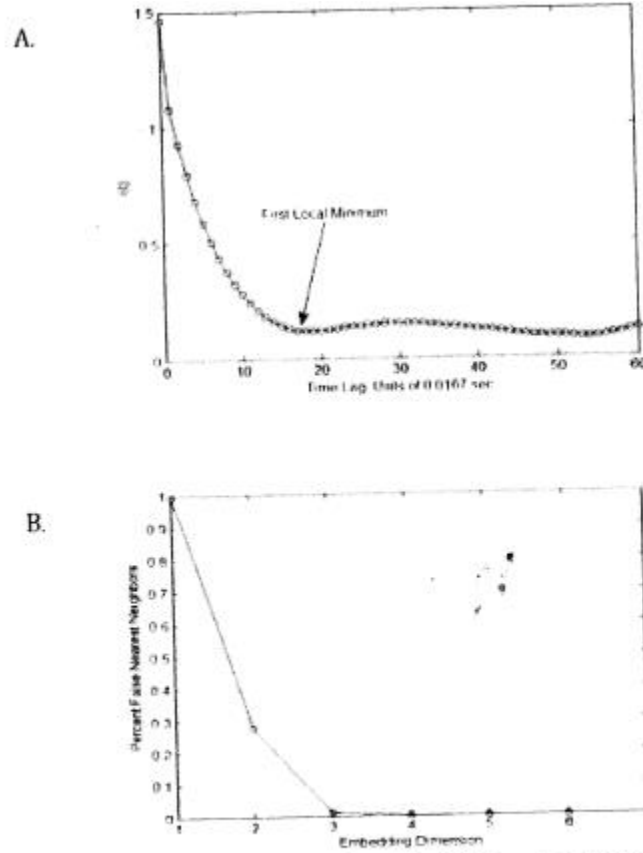 A.
1.5
1
0.5
0
First Local Minimum
0 10 20 30 40 50 60
Time Lag, Units of 0.0167 sec
B.
Percent False Nearest Neighbors
1
0.9
0.8
0.7
0.6
0.5
0.4
0.3
0.2
0.1
0
1 2 3 4 5 6
Embedding Dimension